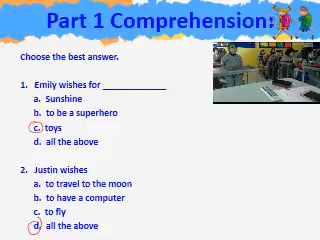 Part 1 Comprehension:
Choose the best answer.
1. Emily wishes for _____________
a. Sunshine
b. to be a superhero
c. toys
d. all the above
2. Justin wishes
a. to travel to the moon
b. to have a computer
c. to fly
d. all the above